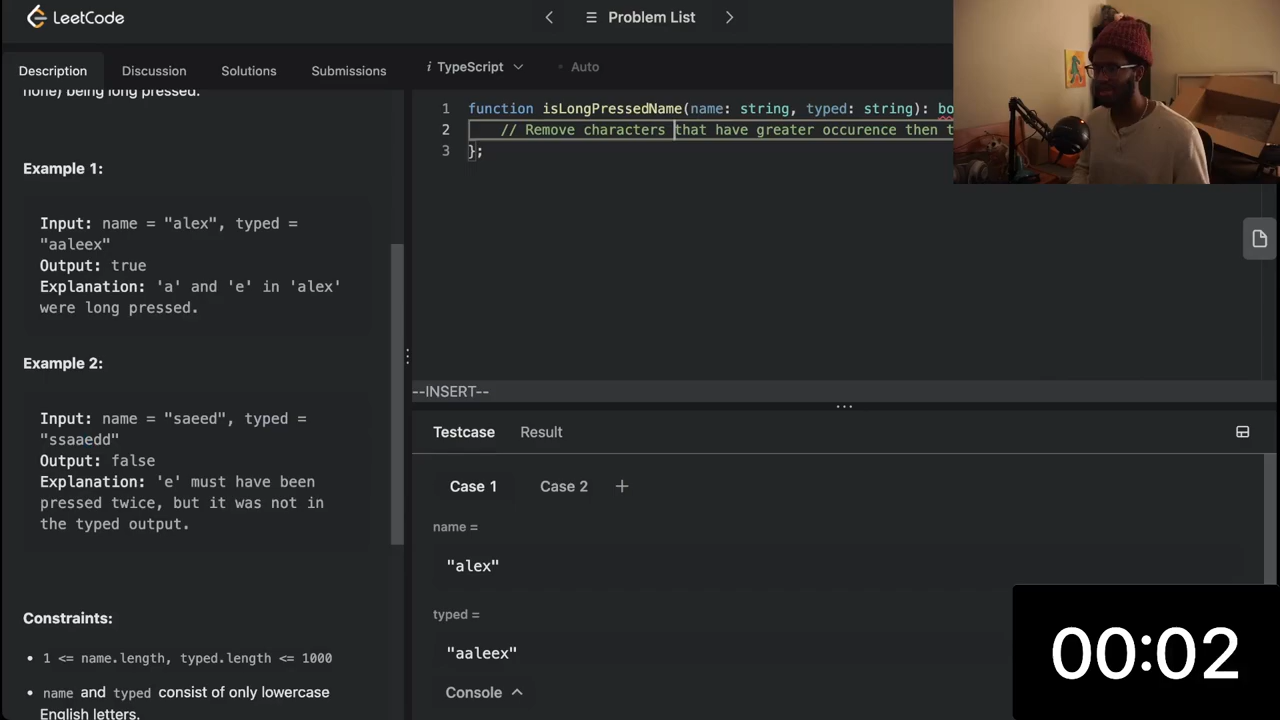 LeetCode
Problem List
Description
Discussion
Solutions
Submissions
i TypeScript
• Auto
none) being long pressed.
Example 1:
Input: name = "alex", typed =
"aaleex"
Output: true
Explanation: 'a' and 'e' in 'alex'
were long pressed.
Example 2:
Input: name = "saeed", typed =
"ssaaedd"
Output: false
Explanation: 'e' must have been
pressed twice, but it was not in
the typed output.
Constraints:
• 1 <= name.length, typed.length <= 1000
• name and typed consist of only lowercase
English letters.
1 function isLongPressedName(name: string, typed: string): bo
2 // Remove characters that have greater occurence then t
3 };
--INSERT--
Testcase
Result
Case 1
Case 2
+
name =
"alex"
typed =
"aaleex"
Console
00:02